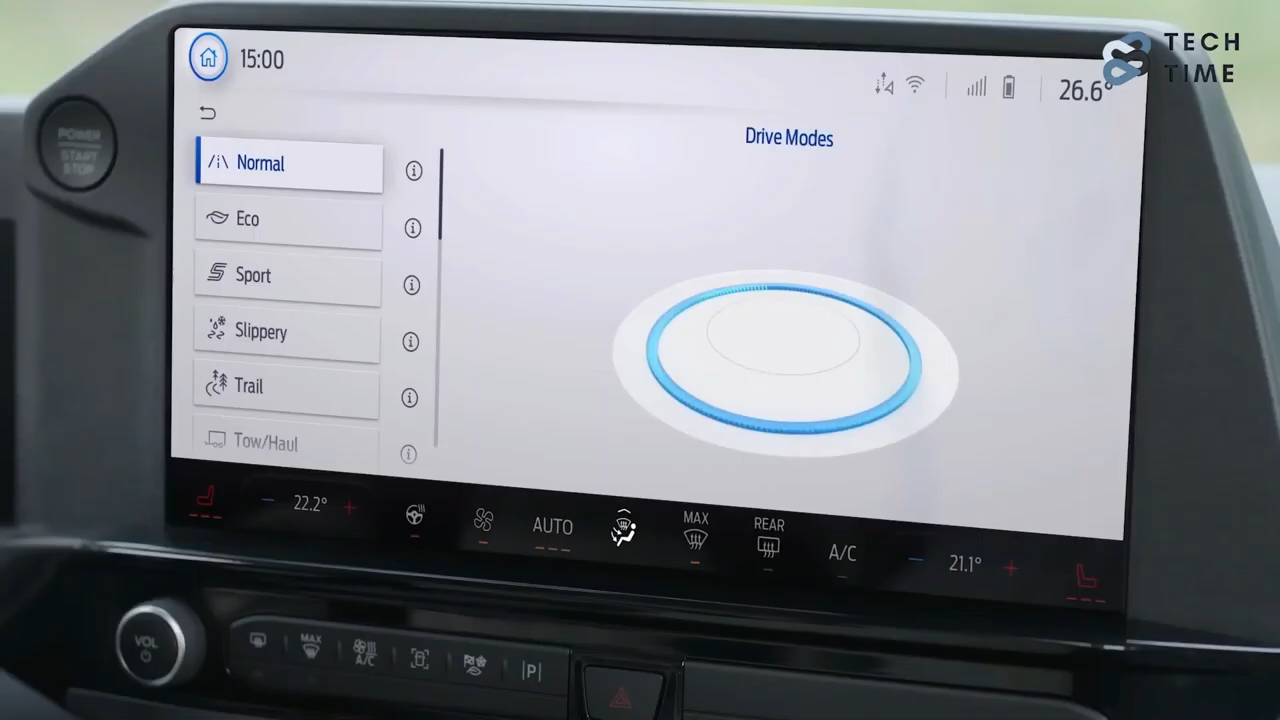 15:00
26.6°
TECH
TIME
POWER
START
STOP
Drive Modes
Normal
Eco
Sport
Slippery
Trail
Tow/Haul
22.2°
AUTO
MAX
REAR
A/C
21.1°
VOL
MAX
A/C
P